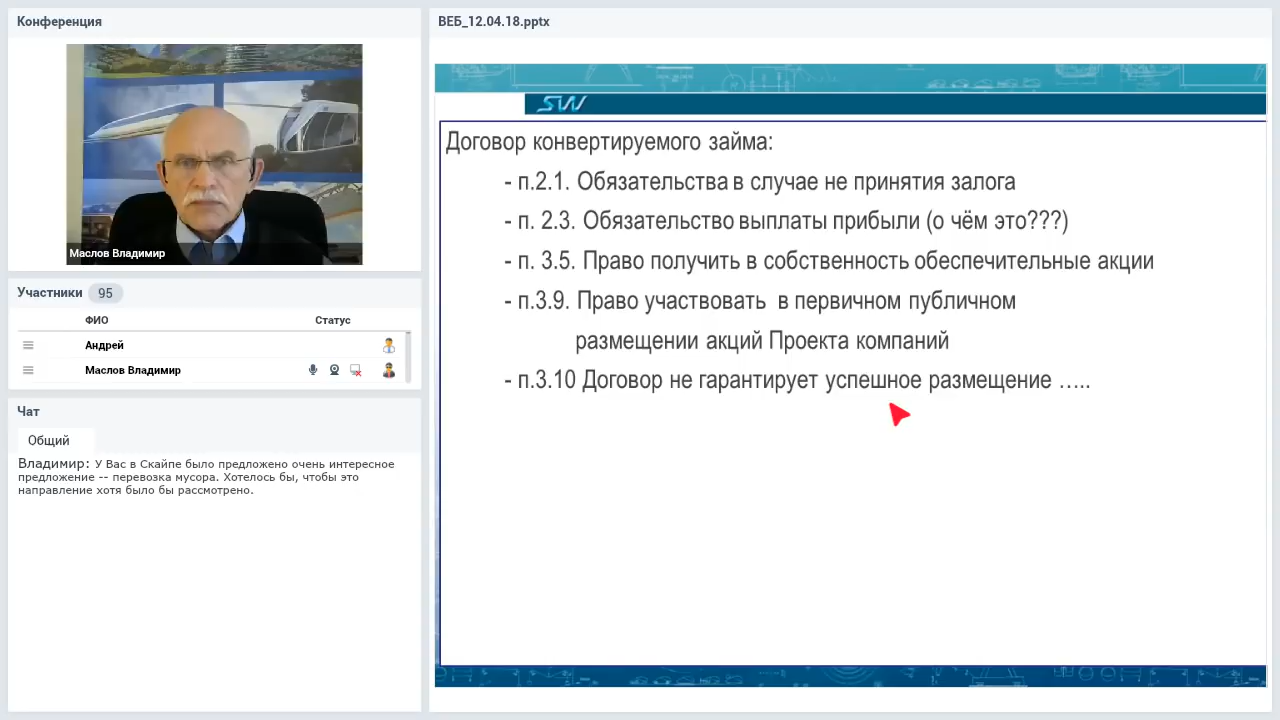 Конференция
Маслов Владимир
Участники 95
ФИО Статус
Андрей
Маслов Владимир
Чат
Общий
Владимир: У Вас в Скайпе было предложено очень интересное
предложение -- перевозка мусора. Хотелось бы, чтобы это
направление хотя было бы рассмотрено.
ВЕБ_12.04.18.pptx
SW
Договор конвертируемого займа:
- п.2.1. Обязательства в случае не принятия залога
- п. 2.3. Обязательство выплаты прибыли (о чём это???)
- п. 3.5. Право получить в собственность обеспечительные акции
- п.3.9. Право участвовать в первичном публичном
размещении акций Проекта компаний
- п.3.10 Договор не гарантирует успешное размещение …..